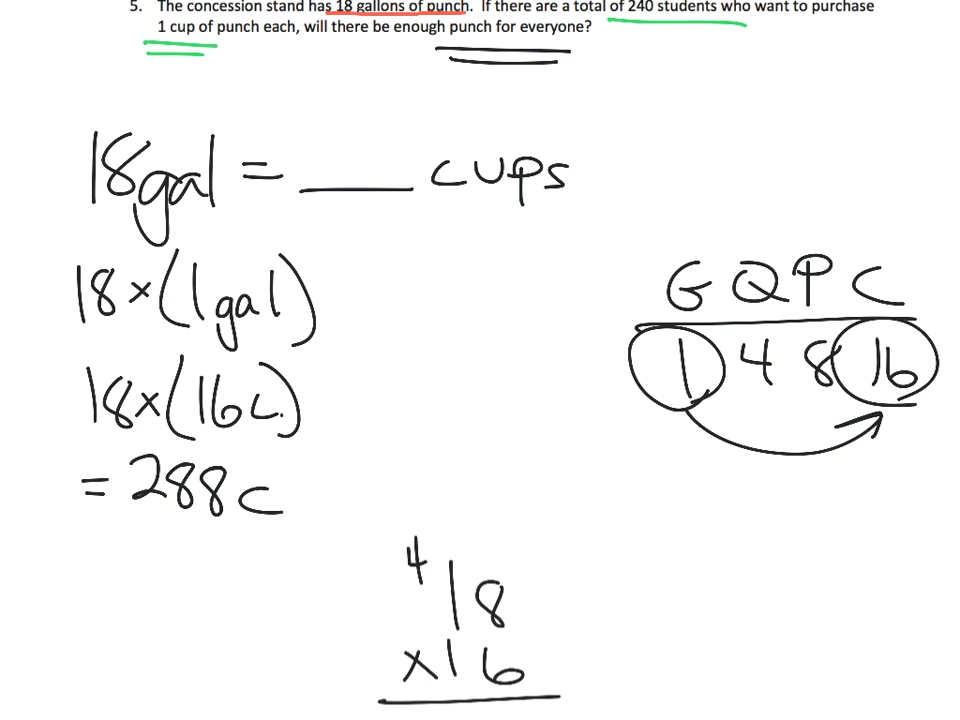 5. The concession stand has 18 gallons of punch. If there are a total of 240 students who want to purchase
1 cup of punch each, will there be enough punch for everyone?
18gal = ___ cups
18×(1gal)
18×(16c.)
= 288c
G Q P C
1 4 8 16
4
18
×16